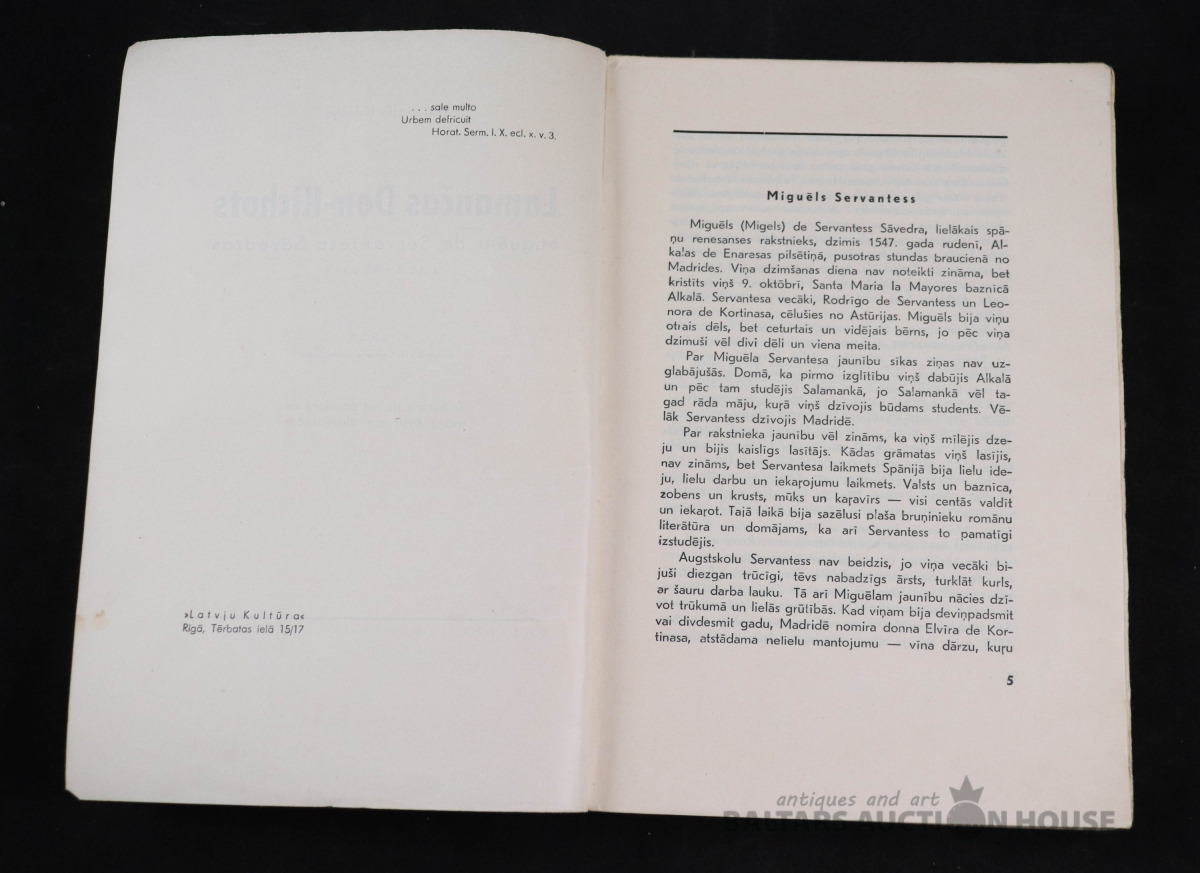 . . . sale multo
Urbem defricuit
Horat. Serm. I. X. ecl. x. v. 3.
»Latvju Kultūra«
Rīgā, Tērbatas ielā 15/17
Miguēls Servantess
Miguēls (Migels) de Servantess Sāvedra, lielākais spā-
ņu renesanses rakstnieks, dzimis 1547. gada rudenī, Al-
kalas de Enaresas pilsētiņā, pusotras stundas braucienā no
Madrides. Viņa dzimšanas diena nav noteikti zināma, bet
kristīts viņš 9. oktōbrī, Santa Maria la Mayores baznīcā
Alkalā. Servantesa vecāki, Rodrīgo de Servantess un Leo-
nora de Kortinasa, cēlušies no Astūrijas. Miguēls bija viņu
otrais dēls, bet ceturtais un vidējais bērns, jo pēc viņa
dzimuši vēl divi dēli un viena meita.
Par Miguēla Servantesa jaunību sīkas ziņas nav uz-
glabājušās. Domā, ka pirmo izglītību viņš dabūjis Alkalā
un pēc tam studējis Salamankā, jo Salamankā vēl ta-
gad rāda māju, kuŗā viņš dzīvojis būdams students. Vē-
lāk Servantess dzīvojis Madridē.
Par rakstnieka jaunību vēl zināms, ka viņš mīlējis dze-
ju un bijis kaislīgs lasītājs. Kādas grāmatas viņš lasījis,
nav zināms, bet Servantesa laikmets Spānijā bija lielu ide-
ju, lielu darbu un iekaŗojumu laikmets. Valsts un baznīca,
zobens un krusts, mūks un kaŗavīrs — visi centās valdīt
un iekaŗot. Tajā laikā bija sazēlusi plaša bruņinieku romānu
literātūra un domājams, ka arī Servantess to pamatīgi
izstudējis.
Augstskolu Servantess nav beidzis, jo viņa vecāki bi-
juši diezgan trūcīgi, tēvs nabadzīgs ārsts, turklāt kurls,
ar šauru darba lauku. Tā arī Miguēlam jaunību nācies dzī-
vot trūkumā un lielās grūtībās. Kad viņam bija deviņpadsmit
vai divdesmit gadu, Madridē nomira donna Elvīra de Kor-
tinasa, atstādama nelielu mantojumu — vīna dārzu, kuŗu
5
antiques and art
BALTARS AUCTION HOUSE